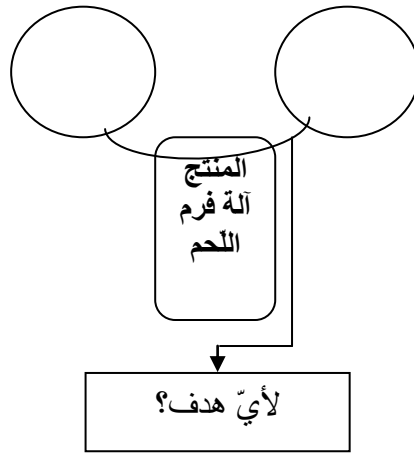 المنتج
آلة فرم
اللّحم
لأيّ هدف؟